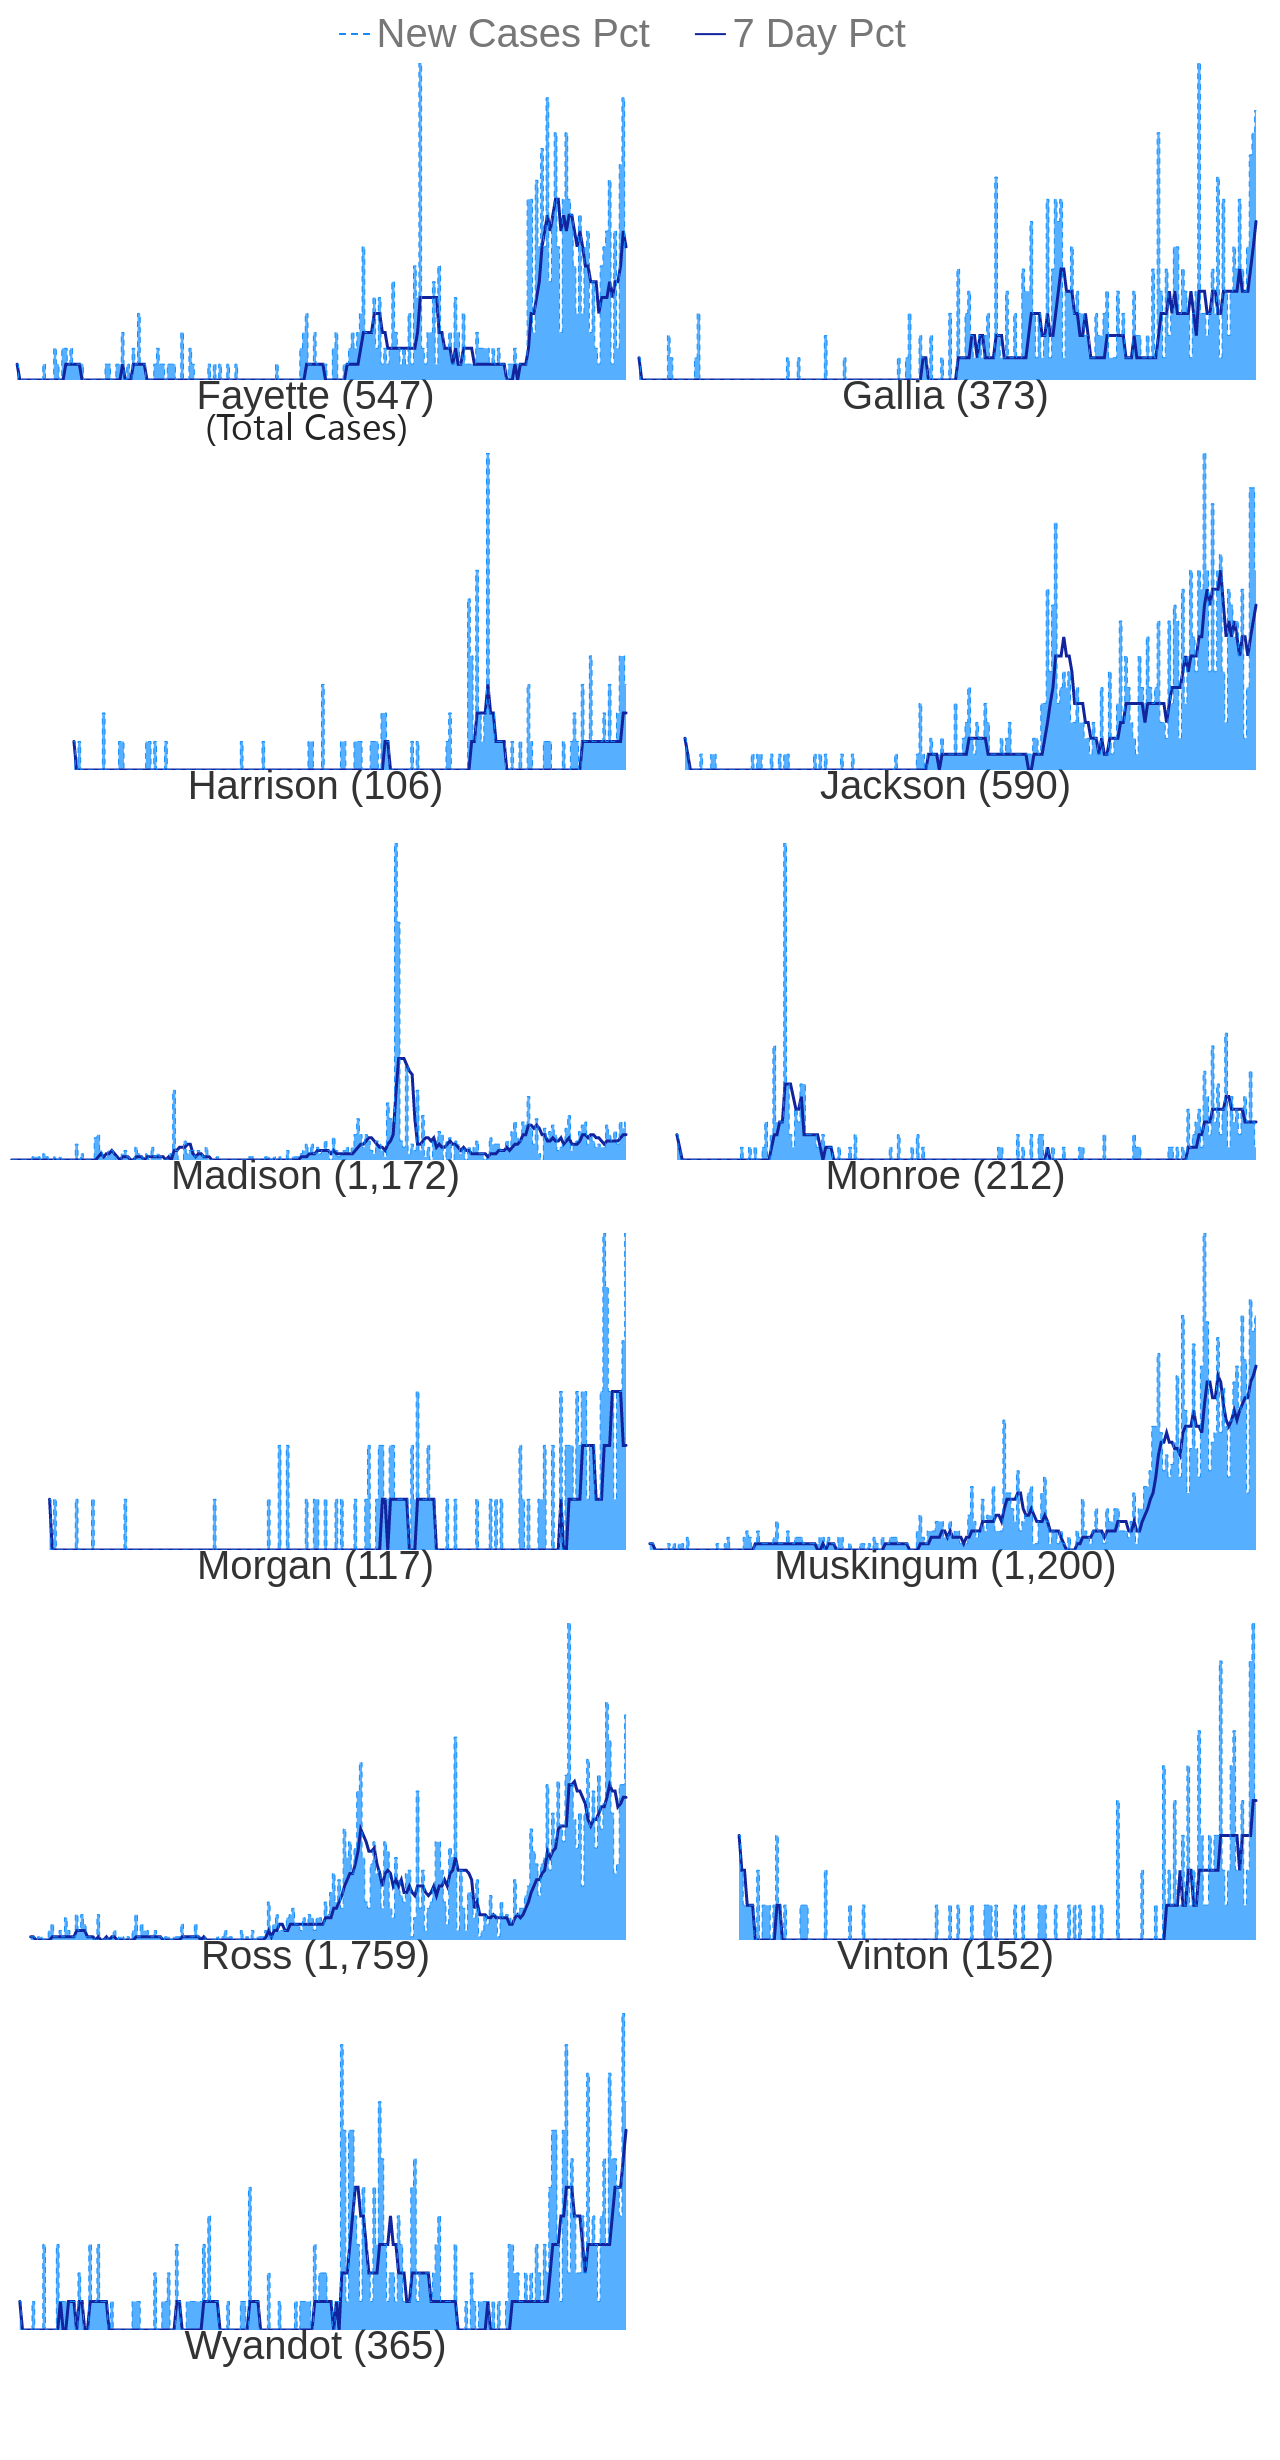 New Cases Pct 7 Day Pct
Fayette (547) Gallia (373)
(Total Cases)
Harrison (106) Jackson (590)
Madison (1,172) Monroe (212)
Morgan (117) Muskingum (1,200)
Ross (1,759) Vinton (152)
Wyandot (365)